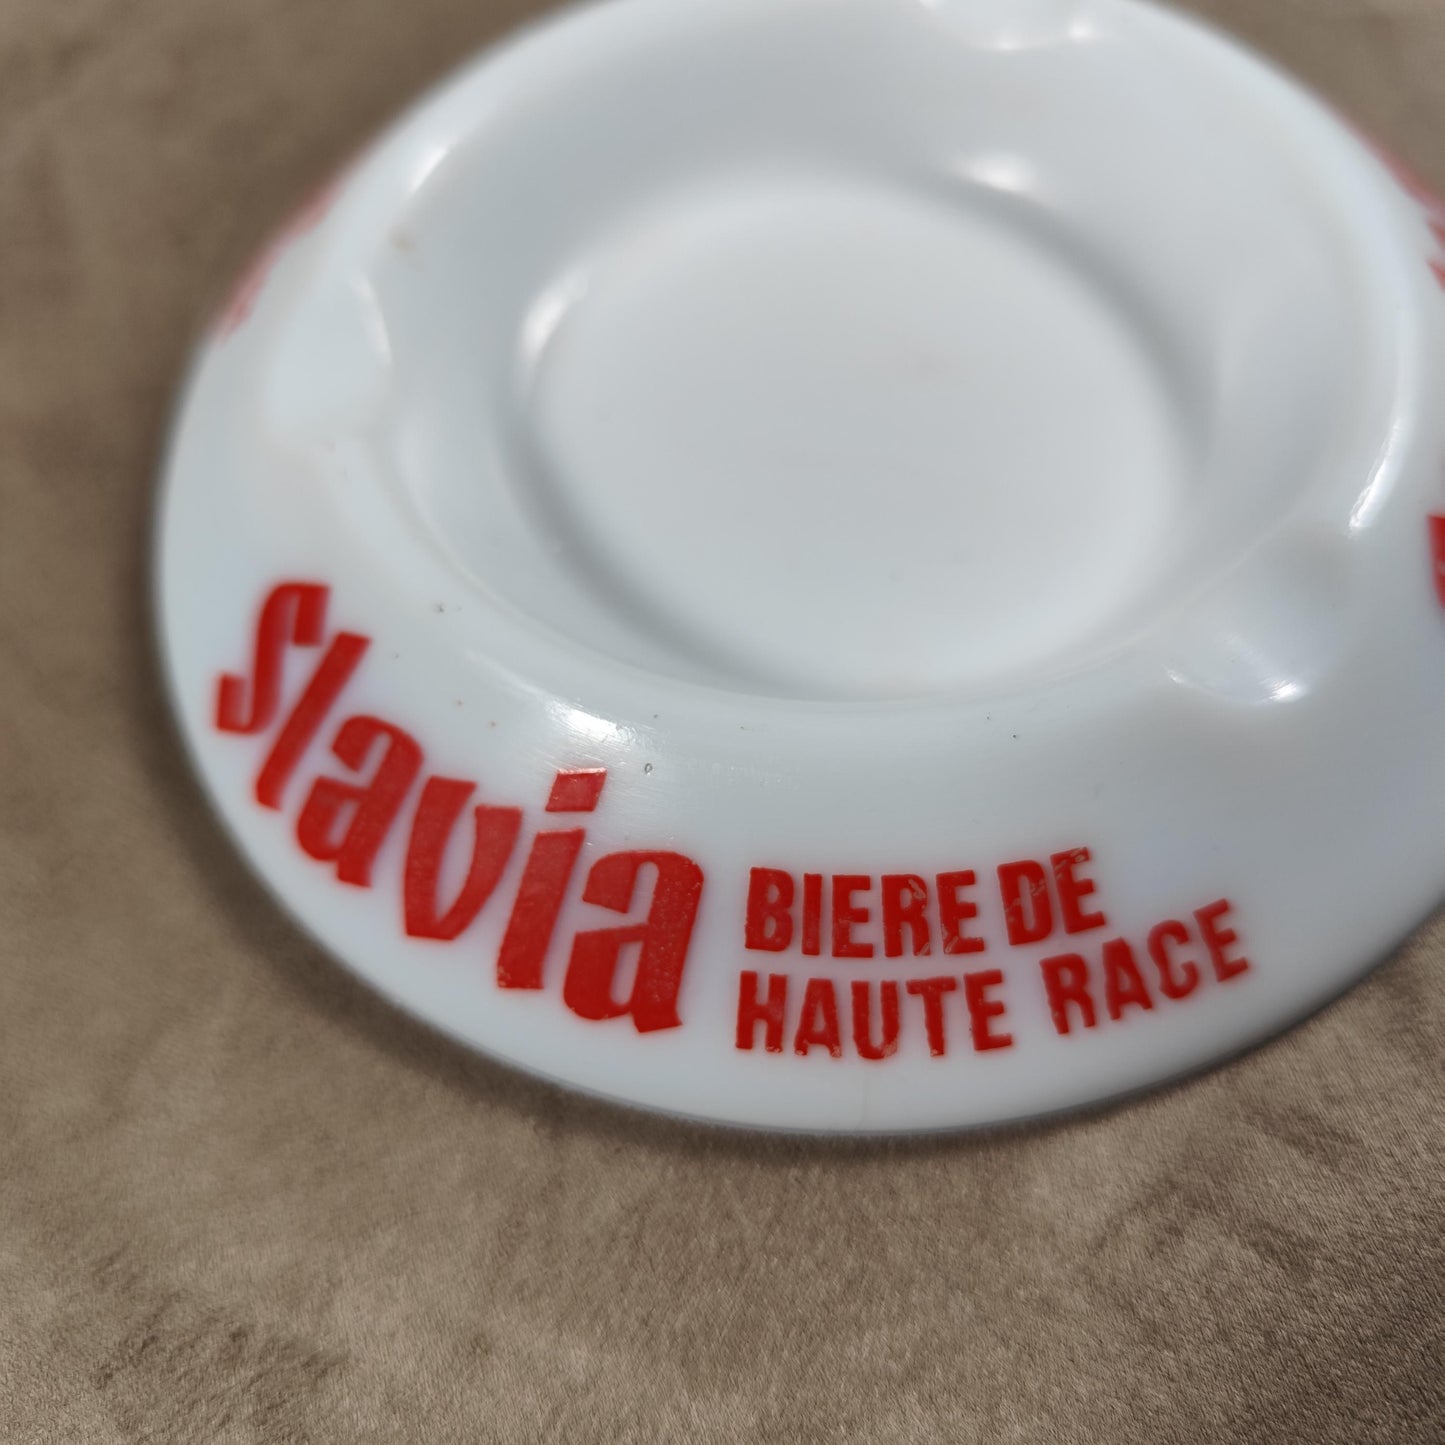 Slavia
BIERE DE
HAUTE RACE